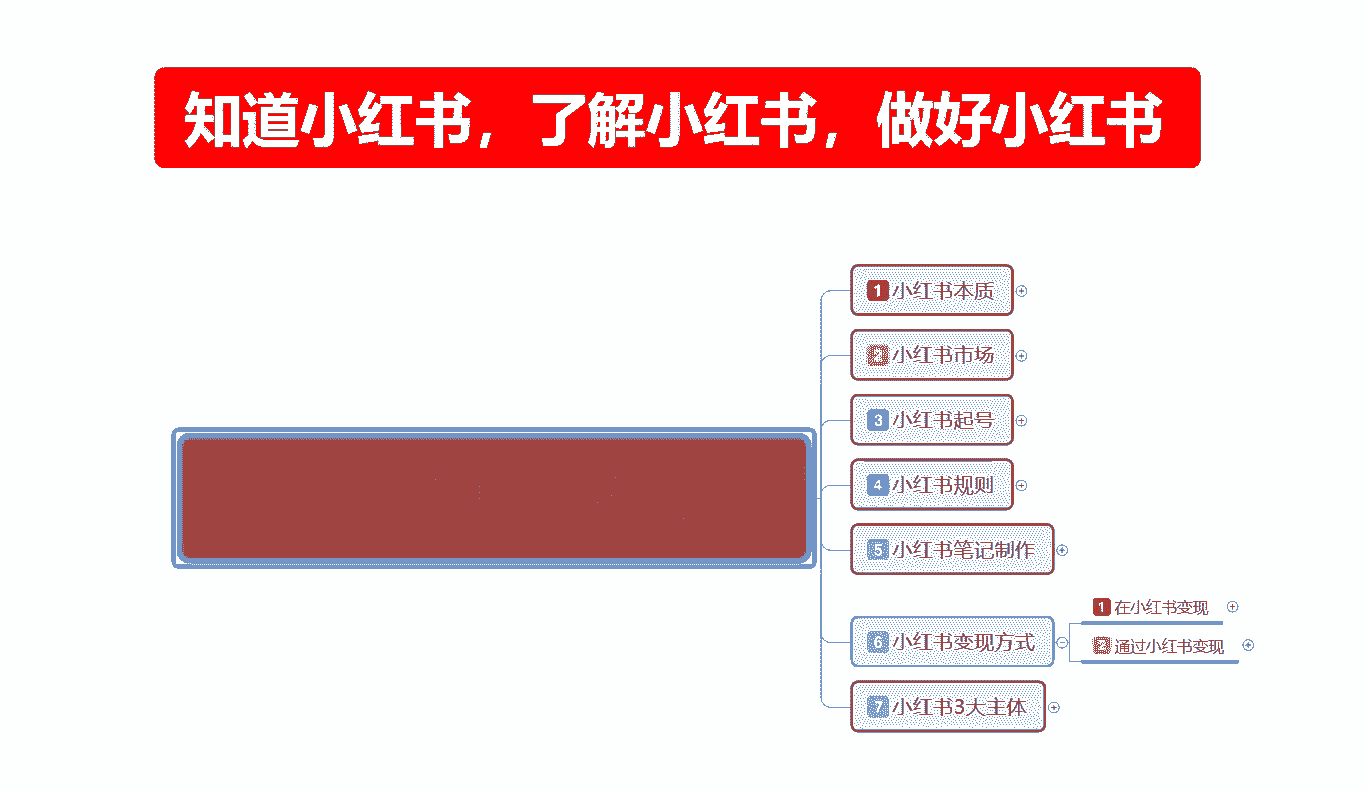 知道小红书，了解小红书，做好小红书
1 小红书本质
2 小红书市场
3 小红书起号
4 小红书规则
5 小红书笔记制作
6 小红书变现方式
1 在小红书变现
2 通过小红书变现
7 小红书3大主体